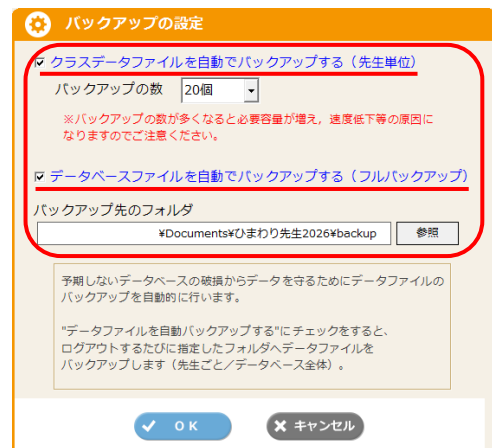 バックアップの設定
クラスデータファイルを自動でバックアップする（先生単位）
バックアップの数 20個
※バックアップの数が多くなると必要容量が増え，速度低下等の原因に
なりますのでご注意ください。
データベースファイルを自動でバックアップする（フルバックアップ）
バックアップ先のフォルダ
¥Documents¥ひまわり先生2026¥backup 参照
予期しないデータベースの破損からデータを守るためにデータファイルの
バックアップを自動的に行います。
"データファイルを自動バックアップする"にチェックをすると、
ログアウトするたびに指定したフォルダへデータファイルを
バックアップします（先生ごと／データベース全体）。
ＯＫ キャンセル